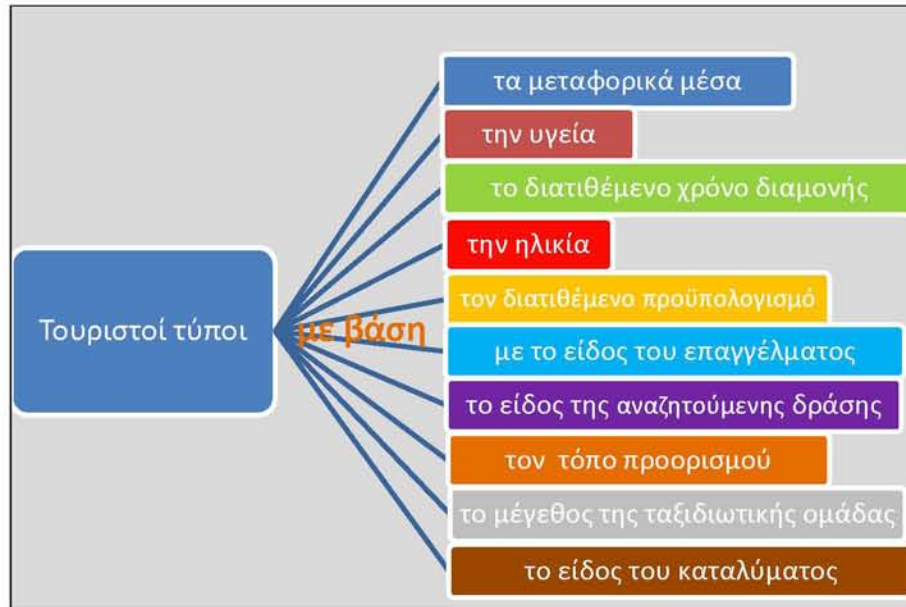 Τουριστοί τύποι
με βάση
τα μεταφορικά μέσα
την υγεία
το διατιθέμενο χρόνο διαμονής
την ηλικία
τον διατιθέμενο προϋπολογισμό
με το είδος του επαγγέλματος
το είδος της αναζητούμενης δράσης
τον τόπο προορισμού
το μέγεθος της ταξιδιωτικής ομάδας
το είδος του καταλύματος